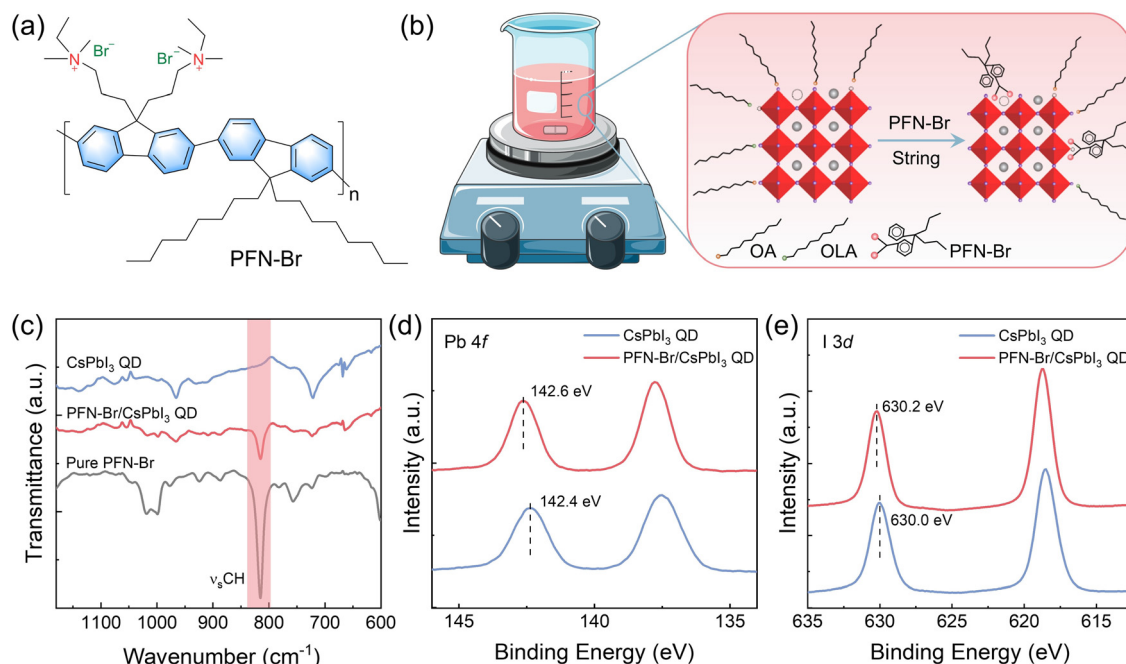 (a)
Br⁻
Br⁻
N
+
N
+
n
PFN-Br
(b)
PFN-Br
String
OA
OLA
PFN-Br
(c)
CsPbI₃ QD
PFN-Br/CsPbI₃ QD
Pure PFN-Br
νₛCH
Transmittance (a.u.)
1100
1000
900
800
700
600
Wavenumber (cm⁻¹)
(d)
Pb 4f
CsPbI₃ QD
PFN-Br/CsPbI₃ QD
142.6 eV
142.4 eV
Intensity (a.u.)
145
140
135
Binding Energy (eV)
(e)
I 3d
CsPbI₃ QD
PFN-Br/CsPbI₃ QD
630.2 eV
630.0 eV
Intensity (a.u.)
635
630
625
620
615
Binding Energy (eV)